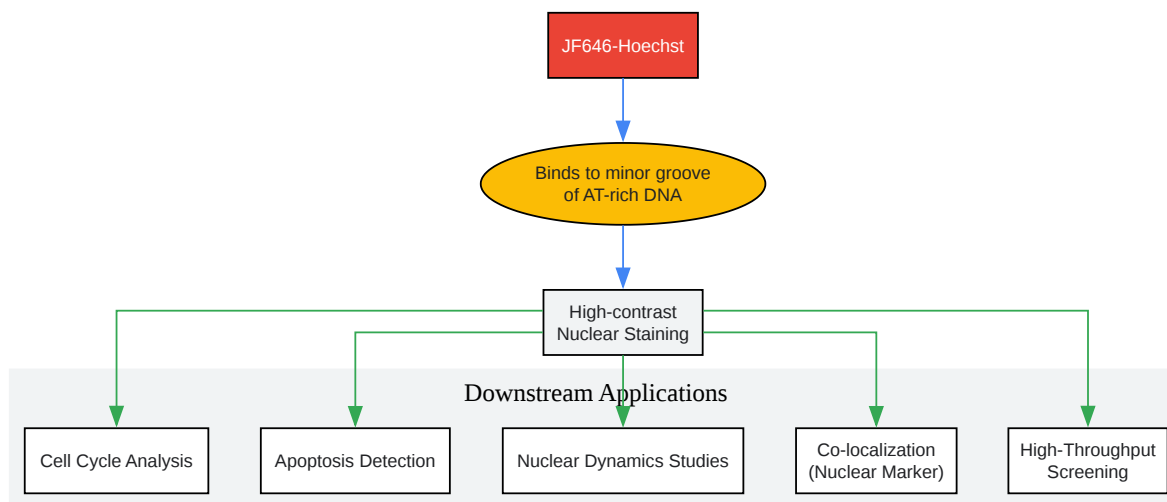 JF646-Hoechst
Binds to minor groove
of AT-rich DNA
High-contrast
Nuclear Staining
Downstream Applications
Cell Cycle Analysis
Apoptosis Detection
Nuclear Dynamics Studies
Co-localization
(Nuclear Marker)
High-Throughput
Screening